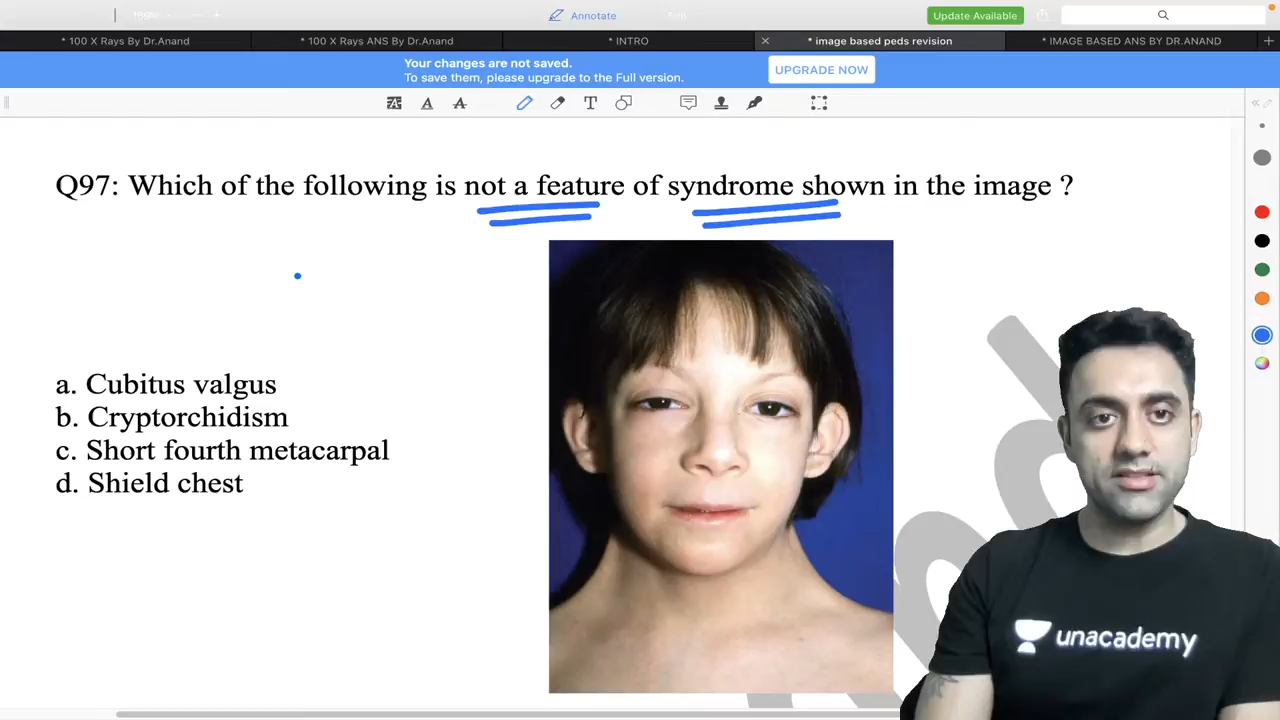 Annotate
Update Available
* 100 X Rays By Dr.Anand
* 100 X Rays ANS By Dr.Anand
* INTRO
* image based peds revision
* IMAGE BASED ANS BY DR.ANAND
Your changes are not saved.
To save them, please upgrade to the Full version.
UPGRADE NOW
Q97: Which of the following is not a feature of syndrome shown in the image ?
a. Cubitus valgus
b. Cryptorchidism
c. Short fourth metacarpal
d. Shield chest
unacademy